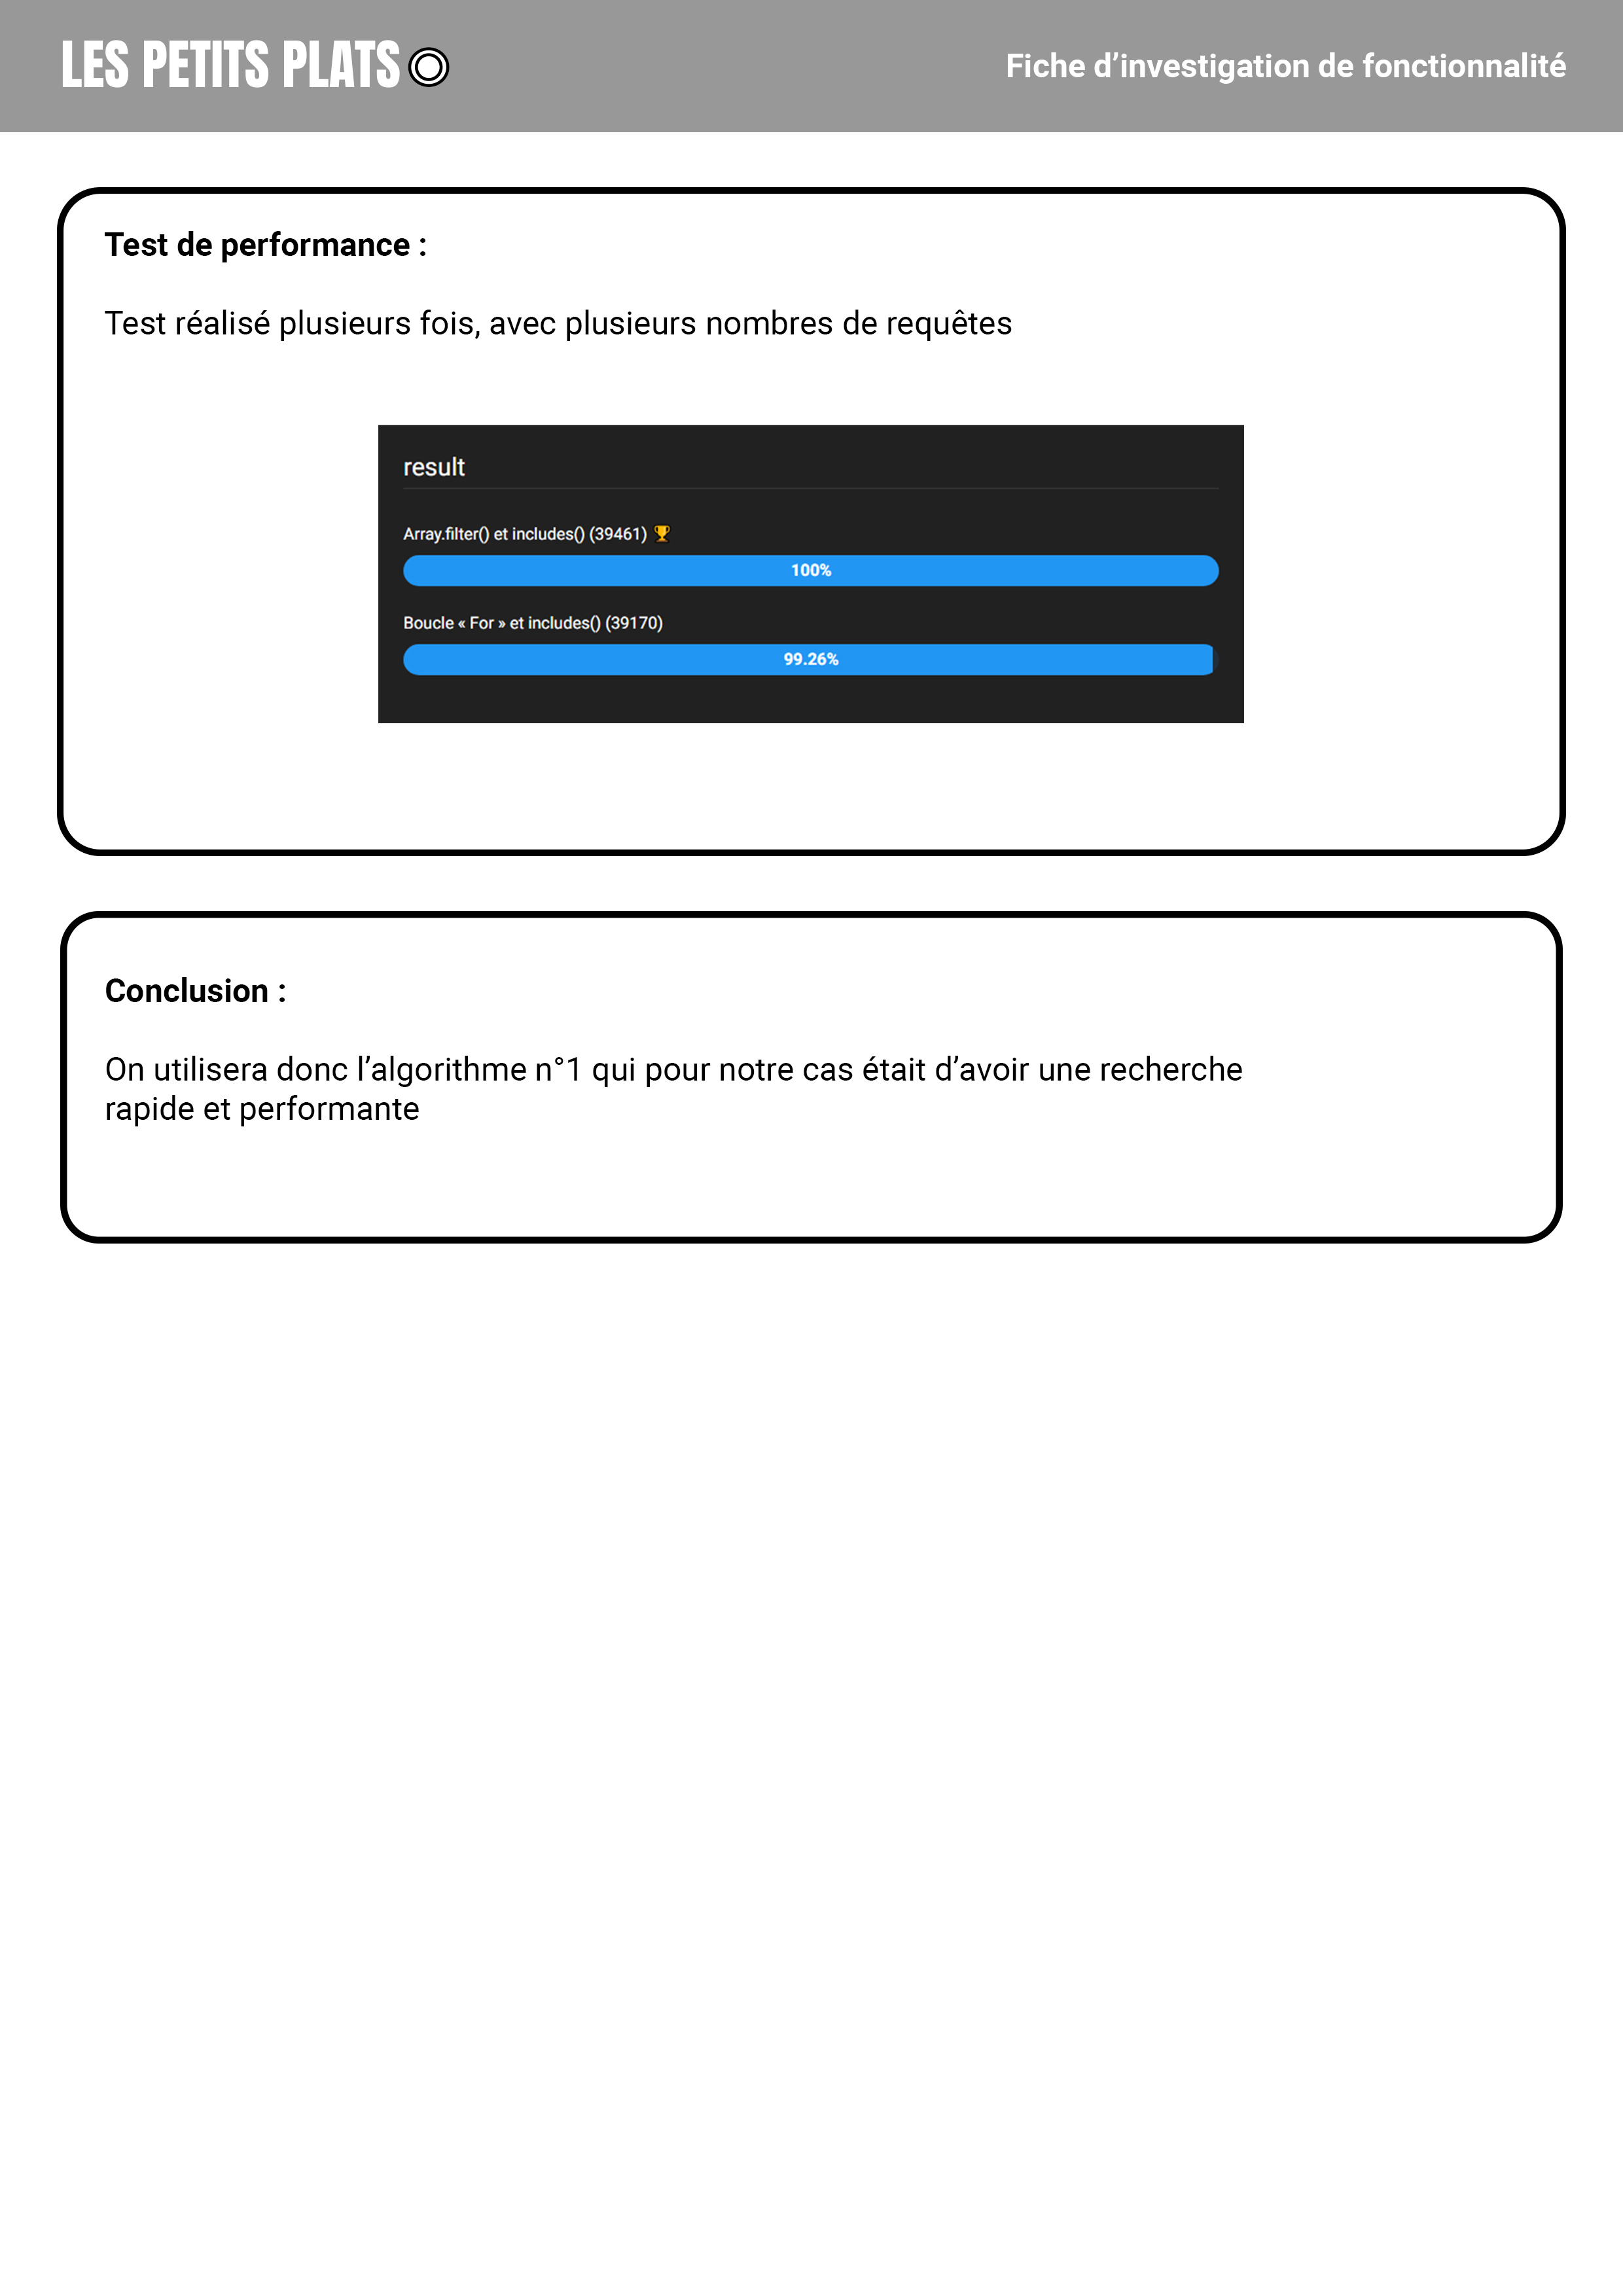 LES PETITS PLATS
Fiche d’investigation de fonctionnalité
Test de performance :
Test réalisé plusieurs fois, avec plusieurs nombres de requêtes
result
Array.filter() et includes() (39461) 🏆
100%
Boucle « For » et includes() (39170)
99.26%
Conclusion :
On utilisera donc l’algorithme n°1 qui pour notre cas était d’avoir une recherche
rapide et performante